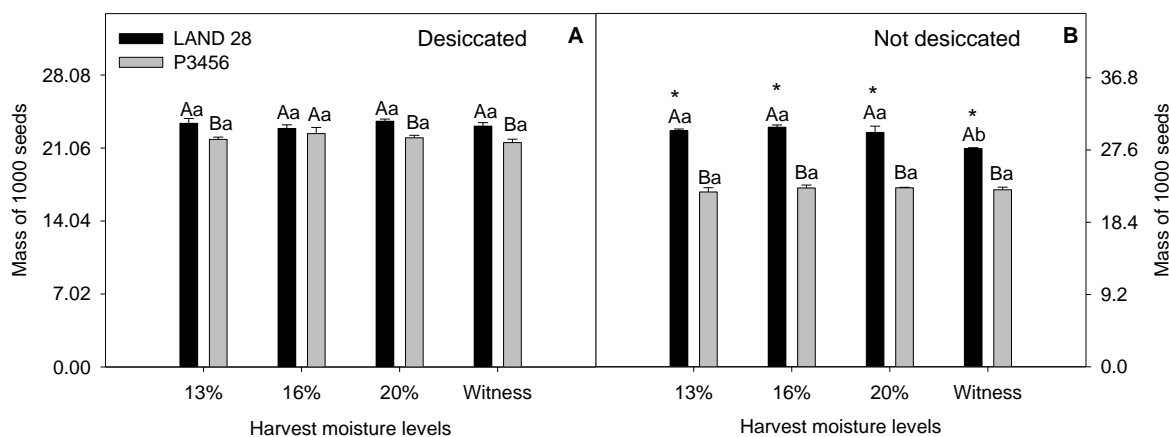 LAND 28
P3456
Desiccated
A
Mass of 1000 seeds
28.08
21.06
14.04
7.02
0.00
Aa
Ba
Aa
Aa
Aa
Ba
Aa
Ba
13%
16%
20%
Witness
Harvest moisture levels
Not desiccated
B
* * * *
Aa
Ba
Aa
Ba
Aa
Ba
Ab
Ba
36.8
27.6
18.4
9.2
0.0
Mass of 1000 seeds
13%
16%
20%
Witness
Harvest moisture levels